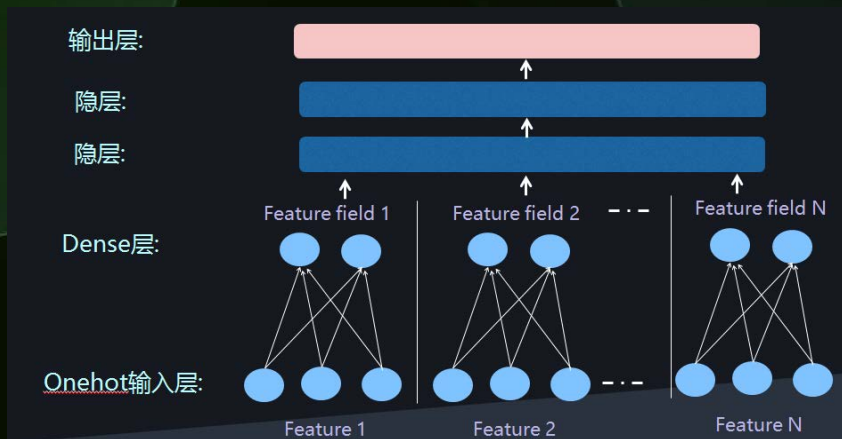 输出层:
隐层:
隐层:
Feature field 1
Feature field 2
Feature field N
Dense层:
Onehot输入层:
Feature 1
Feature 2
Feature N